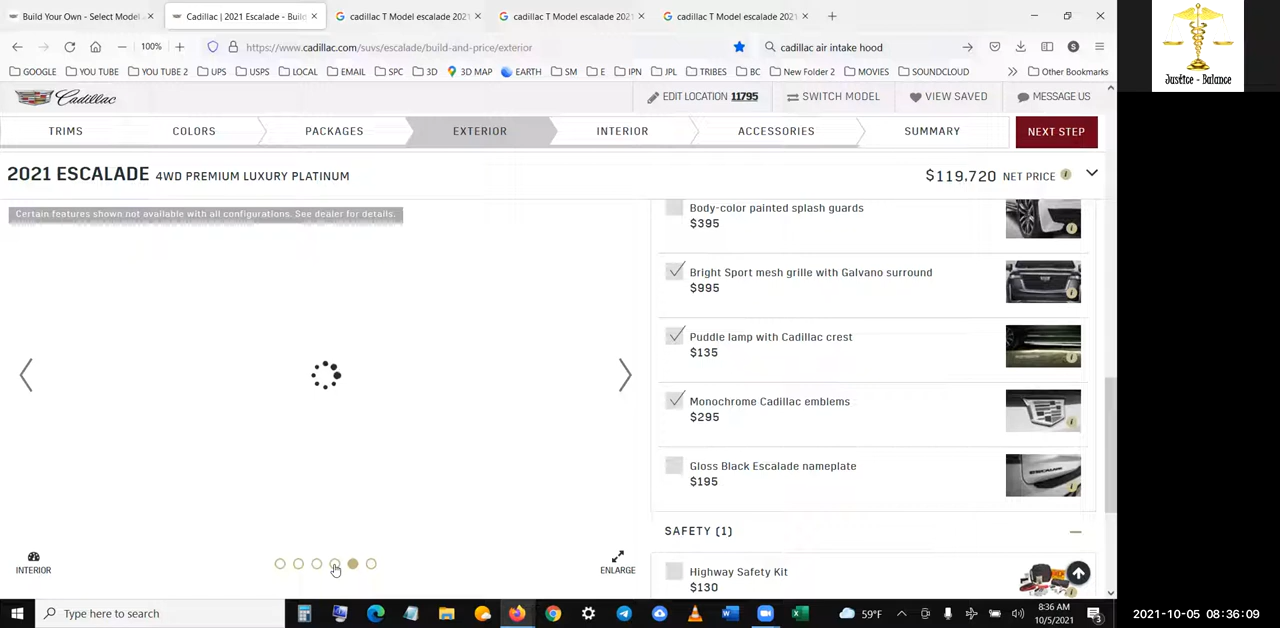 Build Your Own - Select Model
Cadillac | 2021 Escalade - Build
cadillac T Model escalade 2021
cadillac T Model escalade 2021
cadillac T Model escalade 2021
100%
https://www.cadillac.com/suvs/escalade/build-and-price/exterior
cadillac air intake hood
S
GOOGLE YOU TUBE YOU TUBE 2 UPS USPS LOCAL EMAIL SPC 3D 3D MAP EARTH SM E IPN JPL TRIBES BC New Folder 2 MOVIES SOUNDCLOUD Other Bookmarks
Justice - Balance
Cadillac
EDIT LOCATION 11795 SWITCH MODEL VIEW SAVED MESSAGE US
TRIMS COLORS PACKAGES EXTERIOR INTERIOR ACCESSORIES SUMMARY NEXT STEP
2021 ESCALADE 4WD PREMIUM LUXURY PLATINUM
$119,720 NET PRICE i
Certain features shown not available with all configurations. See dealer for details.
Body-color painted splash guards
$395
Bright Sport mesh grille with Galvano surround
$995
Puddle lamp with Cadillac crest
$135
Monochrome Cadillac emblems
$295
Gloss Black Escalade nameplate
$195
ESCALADE
INTERIOR
ENLARGE
SAFETY (1)
Highway Safety Kit
$130
Type here to search
59°F
8:36 AM
10/5/2021
3
2021-10-05 08:36:09